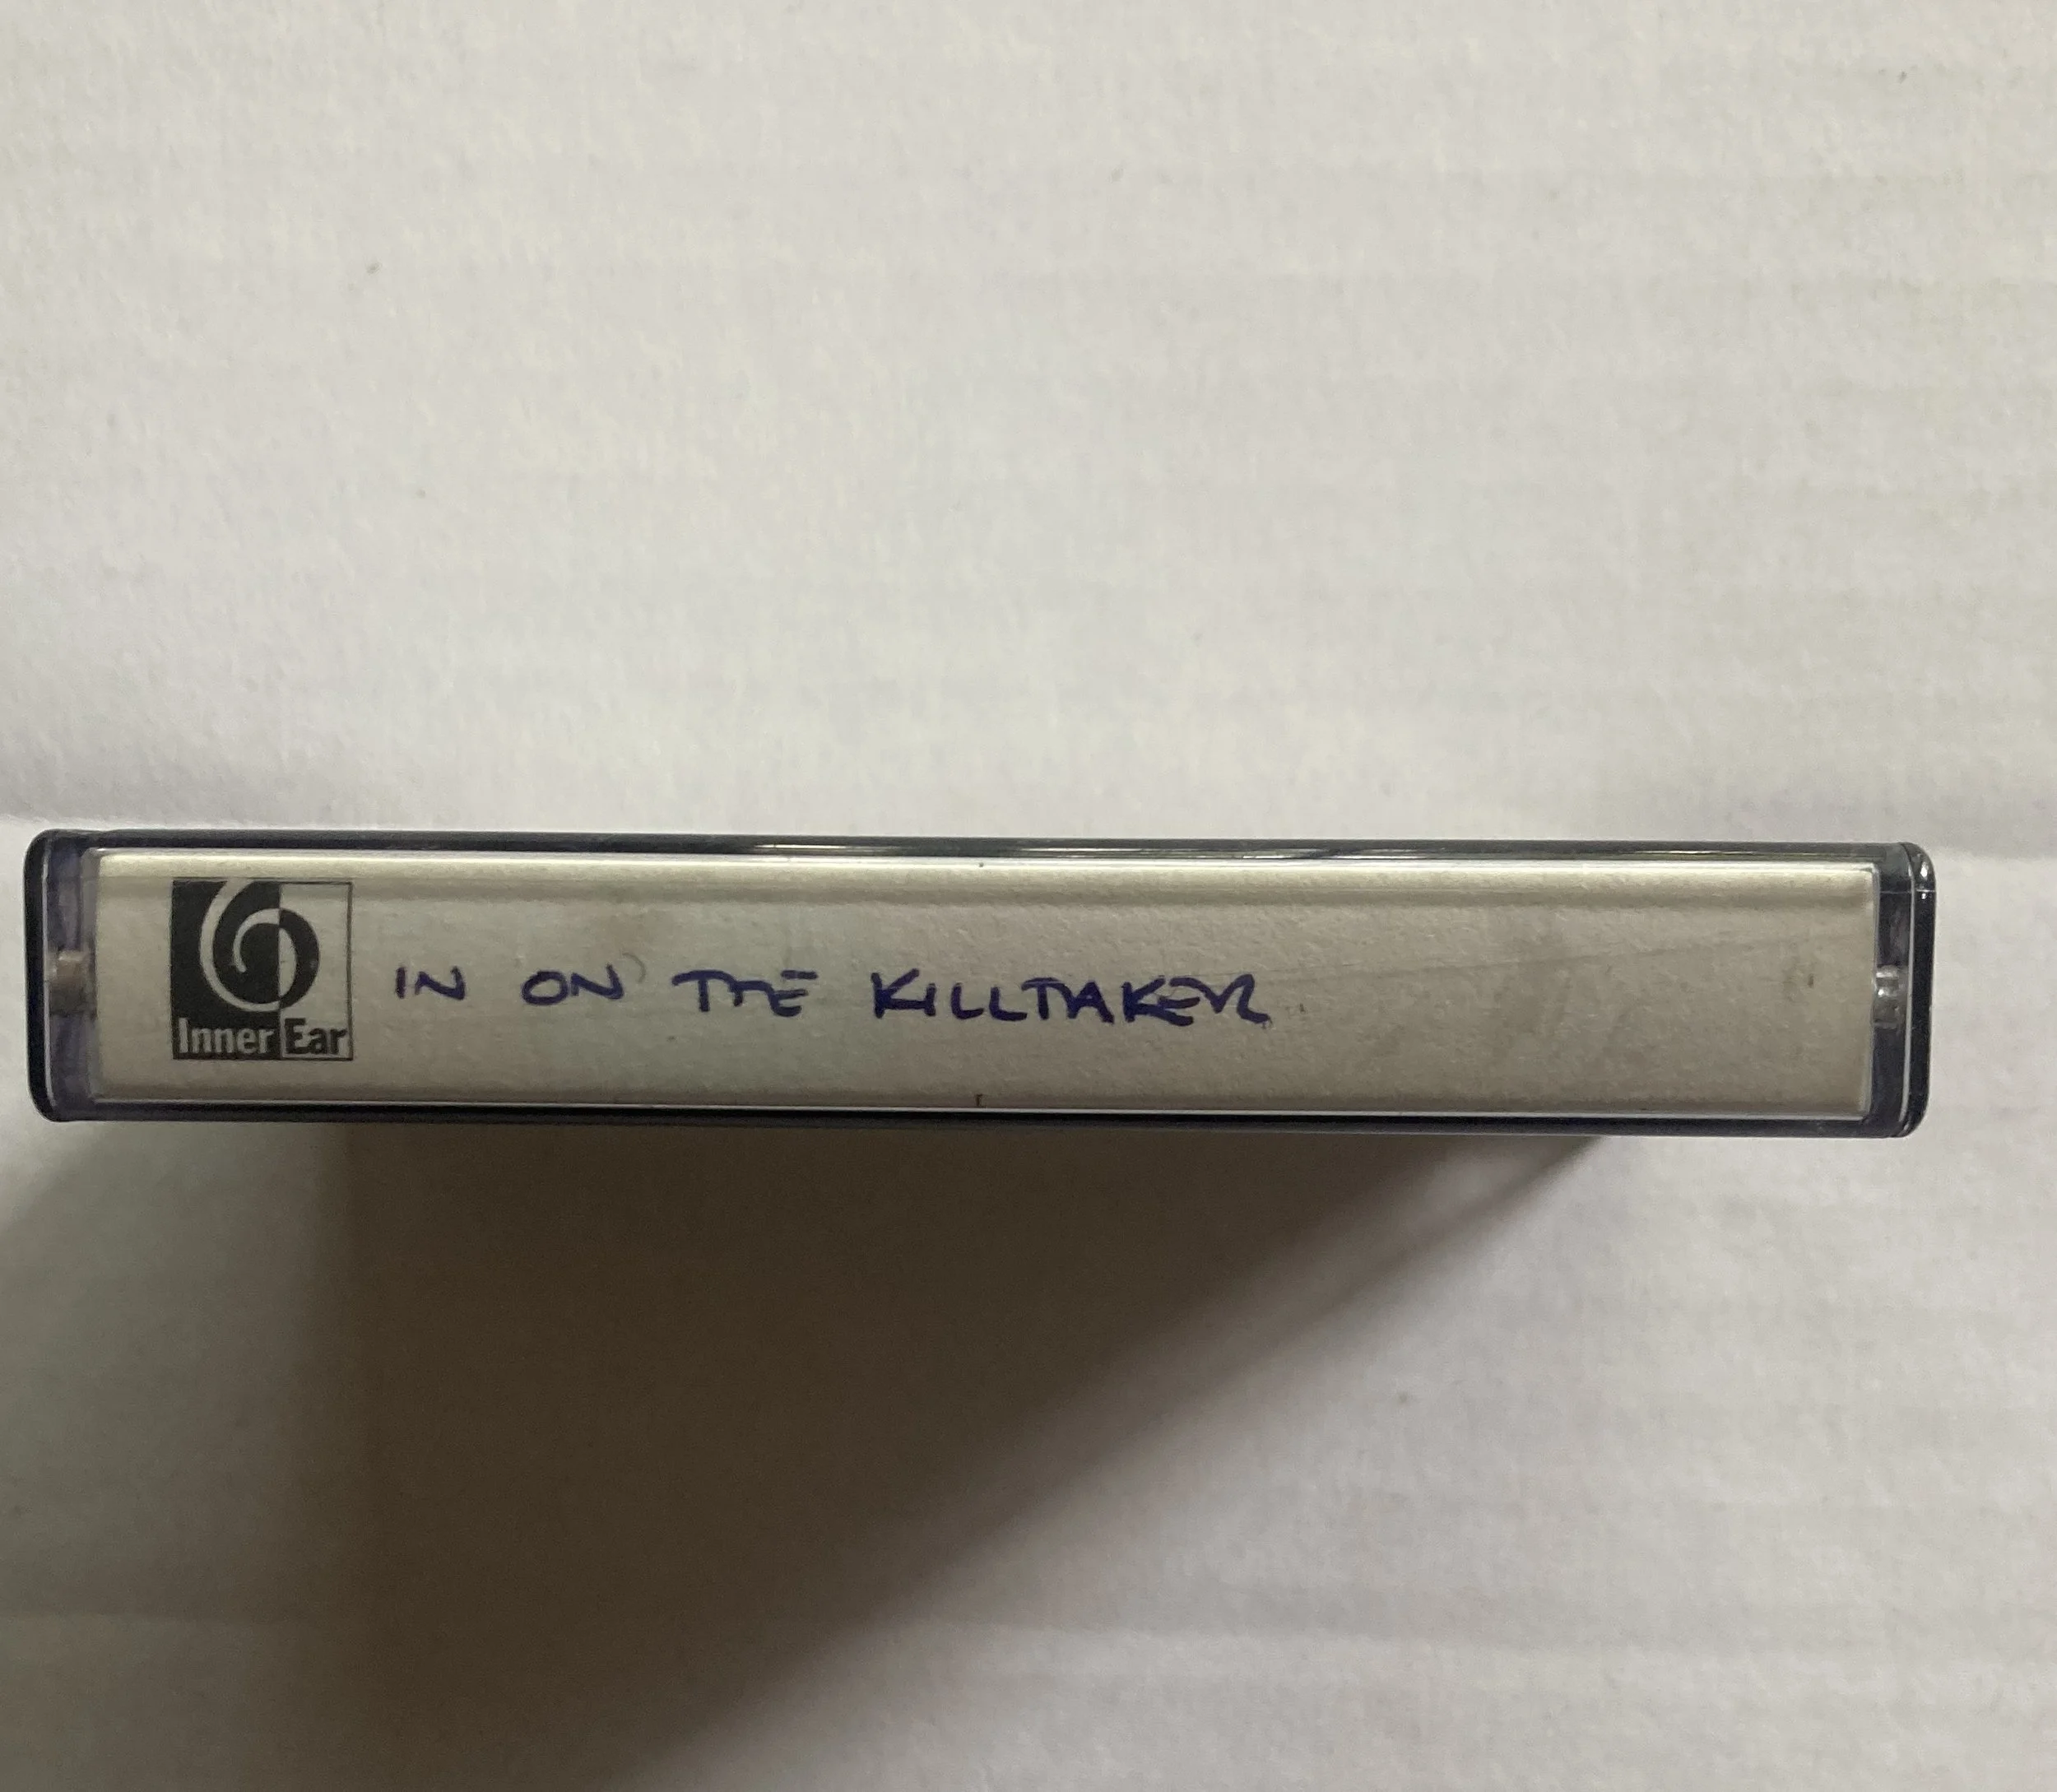 Inner Ear
IN ON THE KILLTAKER